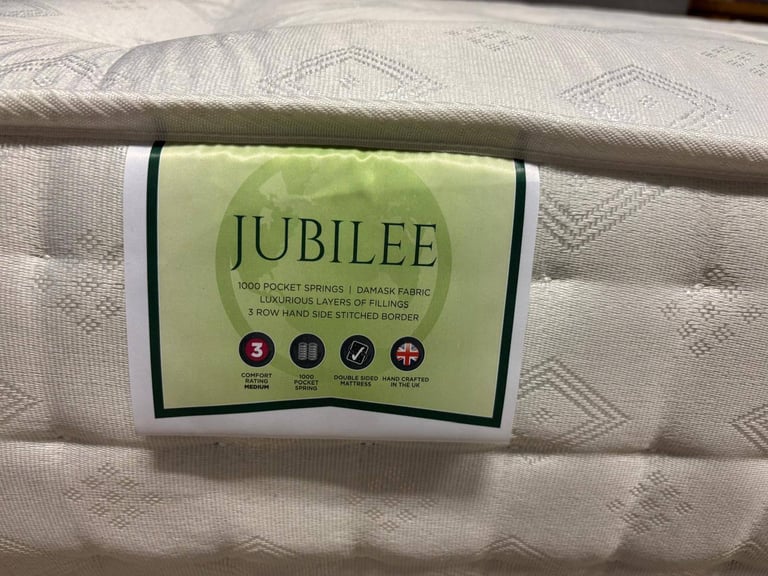 JUBILEE
1000 POCKET SPRINGS | DAMASK FABRIC
LUXURIOUS LAYERS OF FILLINGS
3 ROW HAND SIDE STITCHED BORDER
3
COMFORT
RATING
MEDIUM
1000
POCKET
SPRING
DOUBLE SIDED
MATTRESS
HAND CRAFTED
IN THE UK